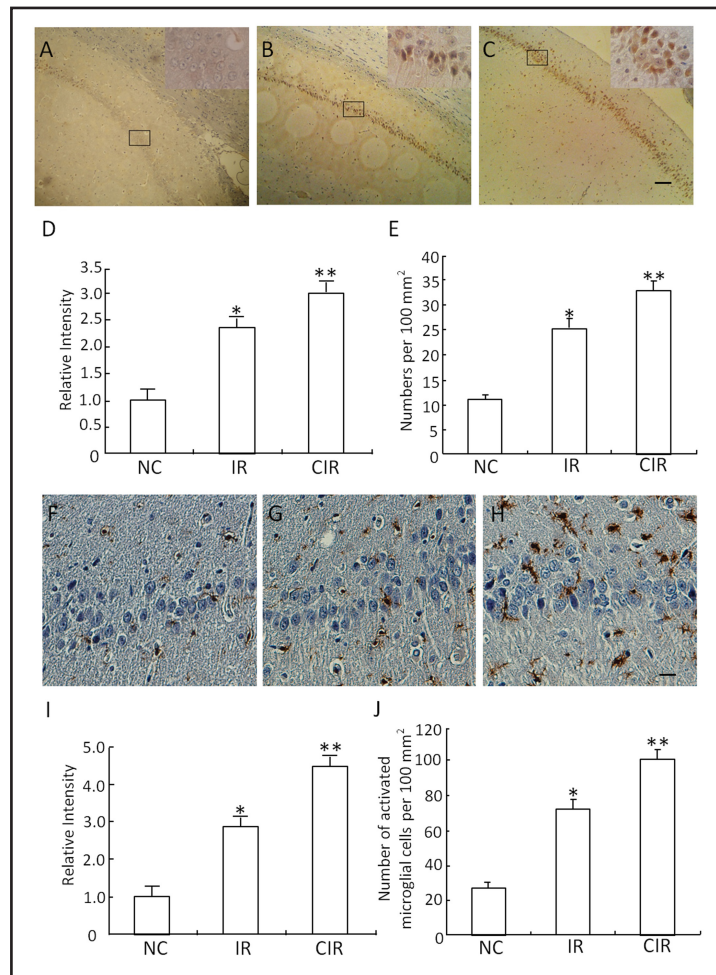 A
B
C
D
Relative Intensity
3.5
3.0
2.5
2.0
1.5
1.0
0.5
0
*
**
NC IR CIR
E
Numbers per 100 mm²
40
35
30
25
20
15
10
5
0
*
**
NC IR CIR
F
G
H
I
Relative Intensity
5.0
4.0
3.0
2.0
1.0
0
*
**
NC IR CIR
J
Number of activated
microglial cells per 100 mm²
120
100
80
60
40
20
0
*
**
NC IR CIR